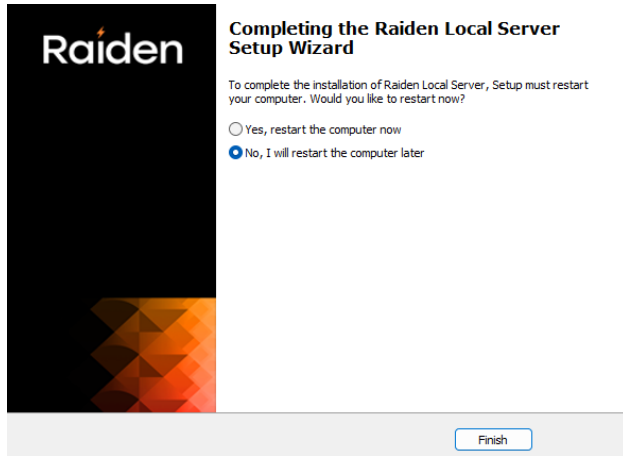 Raiden
Completing the Raiden Local Server
Setup Wizard
To complete the installation of Raiden Local Server, Setup must restart
your computer. Would you like to restart now?
Yes, restart the computer now
No, I will restart the computer later
Finish